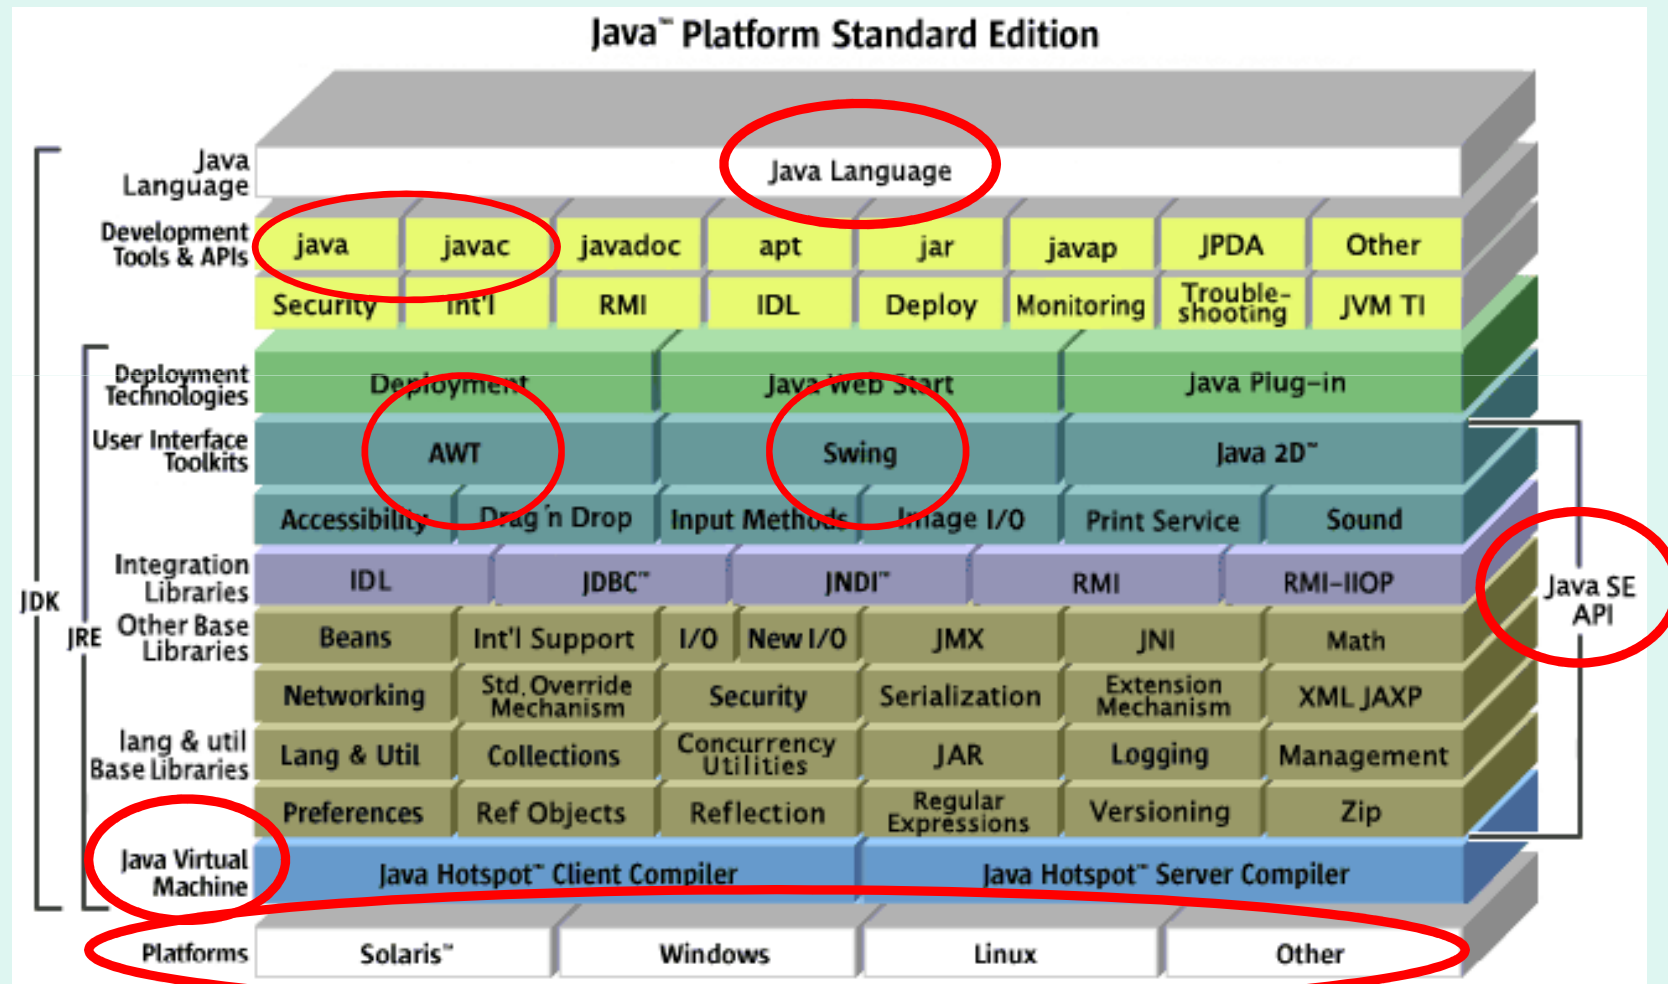 Java™ Platform Standard Edition
Java
Language
Java Language
Development
Tools & APIs
java
javac
javadoc
apt
jar
javap
JPDA
Other
Security
Int'l
RMI
IDL
Deploy
Monitoring
Trouble-
shooting
JVM TI
Deployment
Technologies
Deployment
Java Web Start
Java Plug-in
User Interface
Toolkits
AWT
Swing
Java 2D™
Accessibility
Drag 'n Drop
Input Methods
Image I/O
Print Service
Sound
Integration
Libraries
IDL
JDBC™
JNDI™
RMI
RMI-IIOP
JDK
JRE
Java SE
API
Other Base
Libraries
Beans
Int'l Support
I/O
New I/O
JMX
JNI
Math
Networking
Std. Override
Mechanism
Security
Serialization
Extension
Mechanism
XML JAXP
lang & util
Base Libraries
Lang & Util
Collections
Concurrency
Utilities
JAR
Logging
Management
Preferences
Ref Objects
Reflection
Regular
Expressions
Versioning
Zip
Java Virtual
Machine
Java Hotspot™ Client Compiler
Java Hotspot™ Server Compiler
Platforms
Solaris™
Windows
Linux
Other